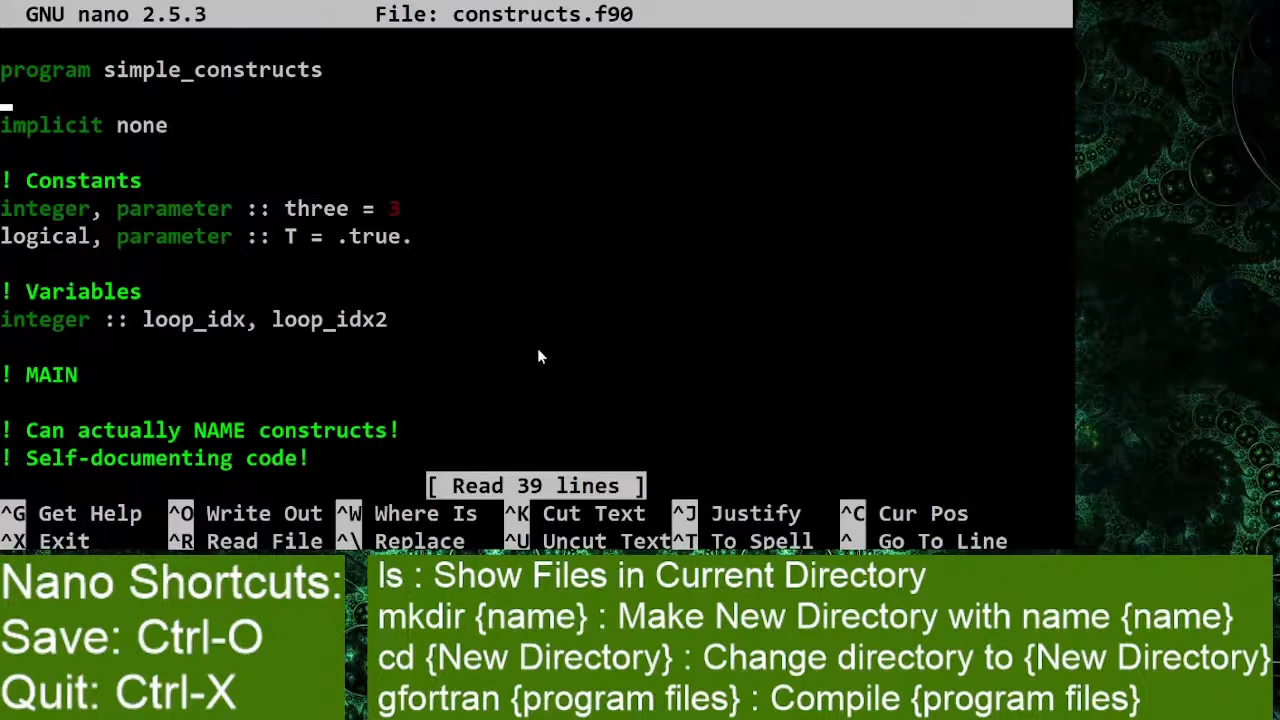 GNU nano 2.5.3 File: constructs.f90
program simple_constructs
implicit none
! Constants
integer, parameter :: three = 3
logical, parameter :: T = .true.
! Variables
integer :: loop_idx, loop_idx2
! MAIN
! Can actually NAME constructs!
! Self-documenting code!
[ Read 39 lines ]
^G Get Help ^O Write Out ^W Where Is ^K Cut Text ^J Justify ^C Cur Pos
^X Exit ^R Read File ^\ Replace ^U Uncut Text^T To Spell ^_ Go To Line
Nano Shortcuts:
Save: Ctrl-O
Quit: Ctrl-X
ls : Show Files in Current Directory
mkdir {name} : Make New Directory with name {name}
cd {New Directory} : Change directory to {New Directory}
gfortran {program files} : Compile {program files}